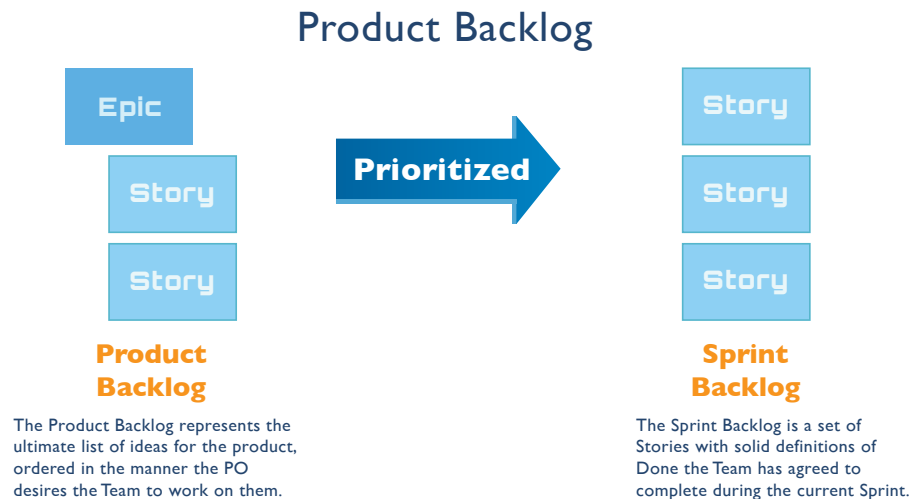 Product Backlog
Epic
Story
Story
Product
Backlog
The Product Backlog represents the
ultimate list of ideas for the product,
ordered in the manner the PO
desires the Team to work on them.
Prioritized
Story
Story
Story
Sprint
Backlog
The Sprint Backlog is a set of
Stories with solid definitions of
Done the Team has agreed to
complete during the current Sprint.